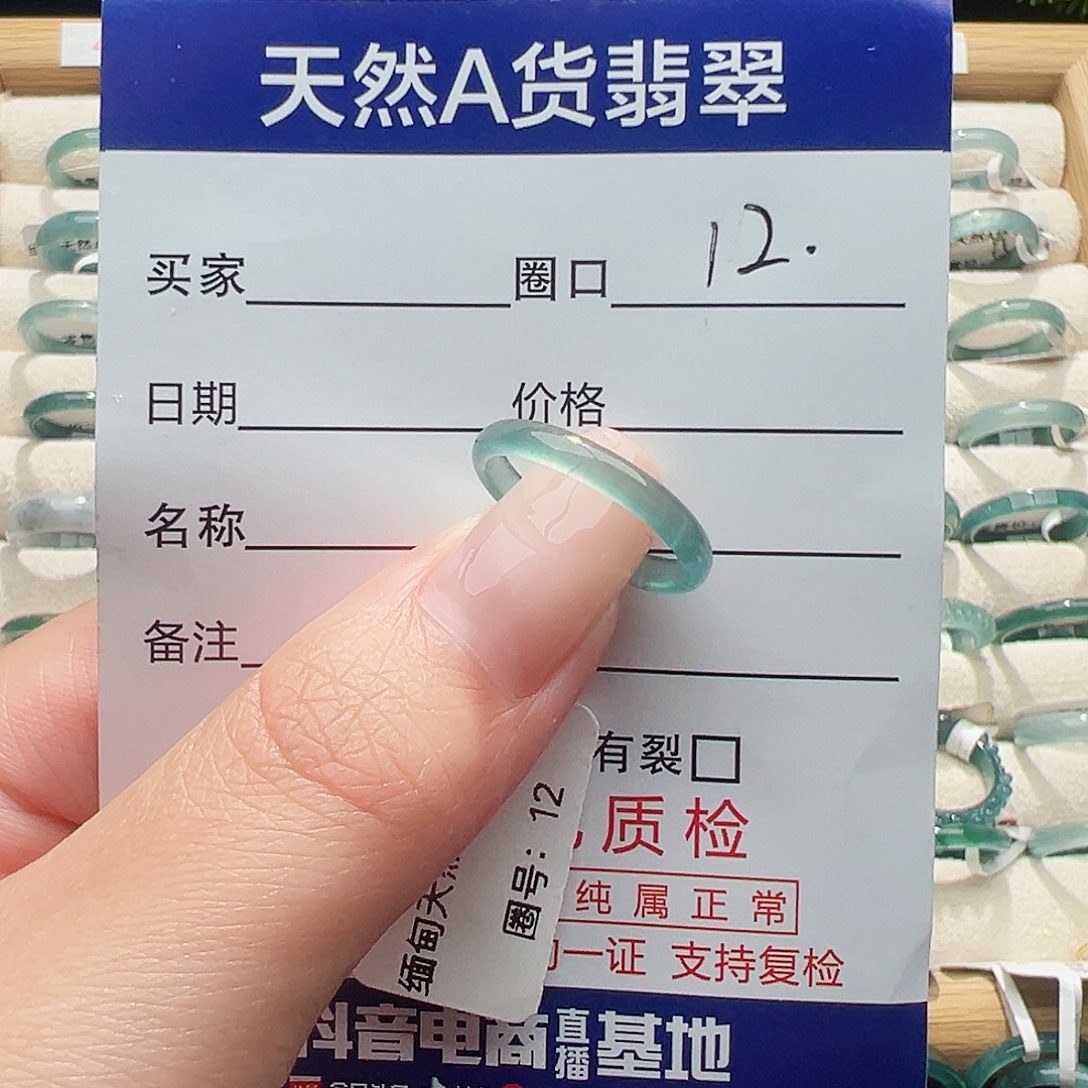 天然A货翡翠
买家 圈口 12.
日期 价格
名称
备注
有裂
质检
纯属正常
一证 支持复检
圈号：12
缅甸天然
抖音电商直播基地